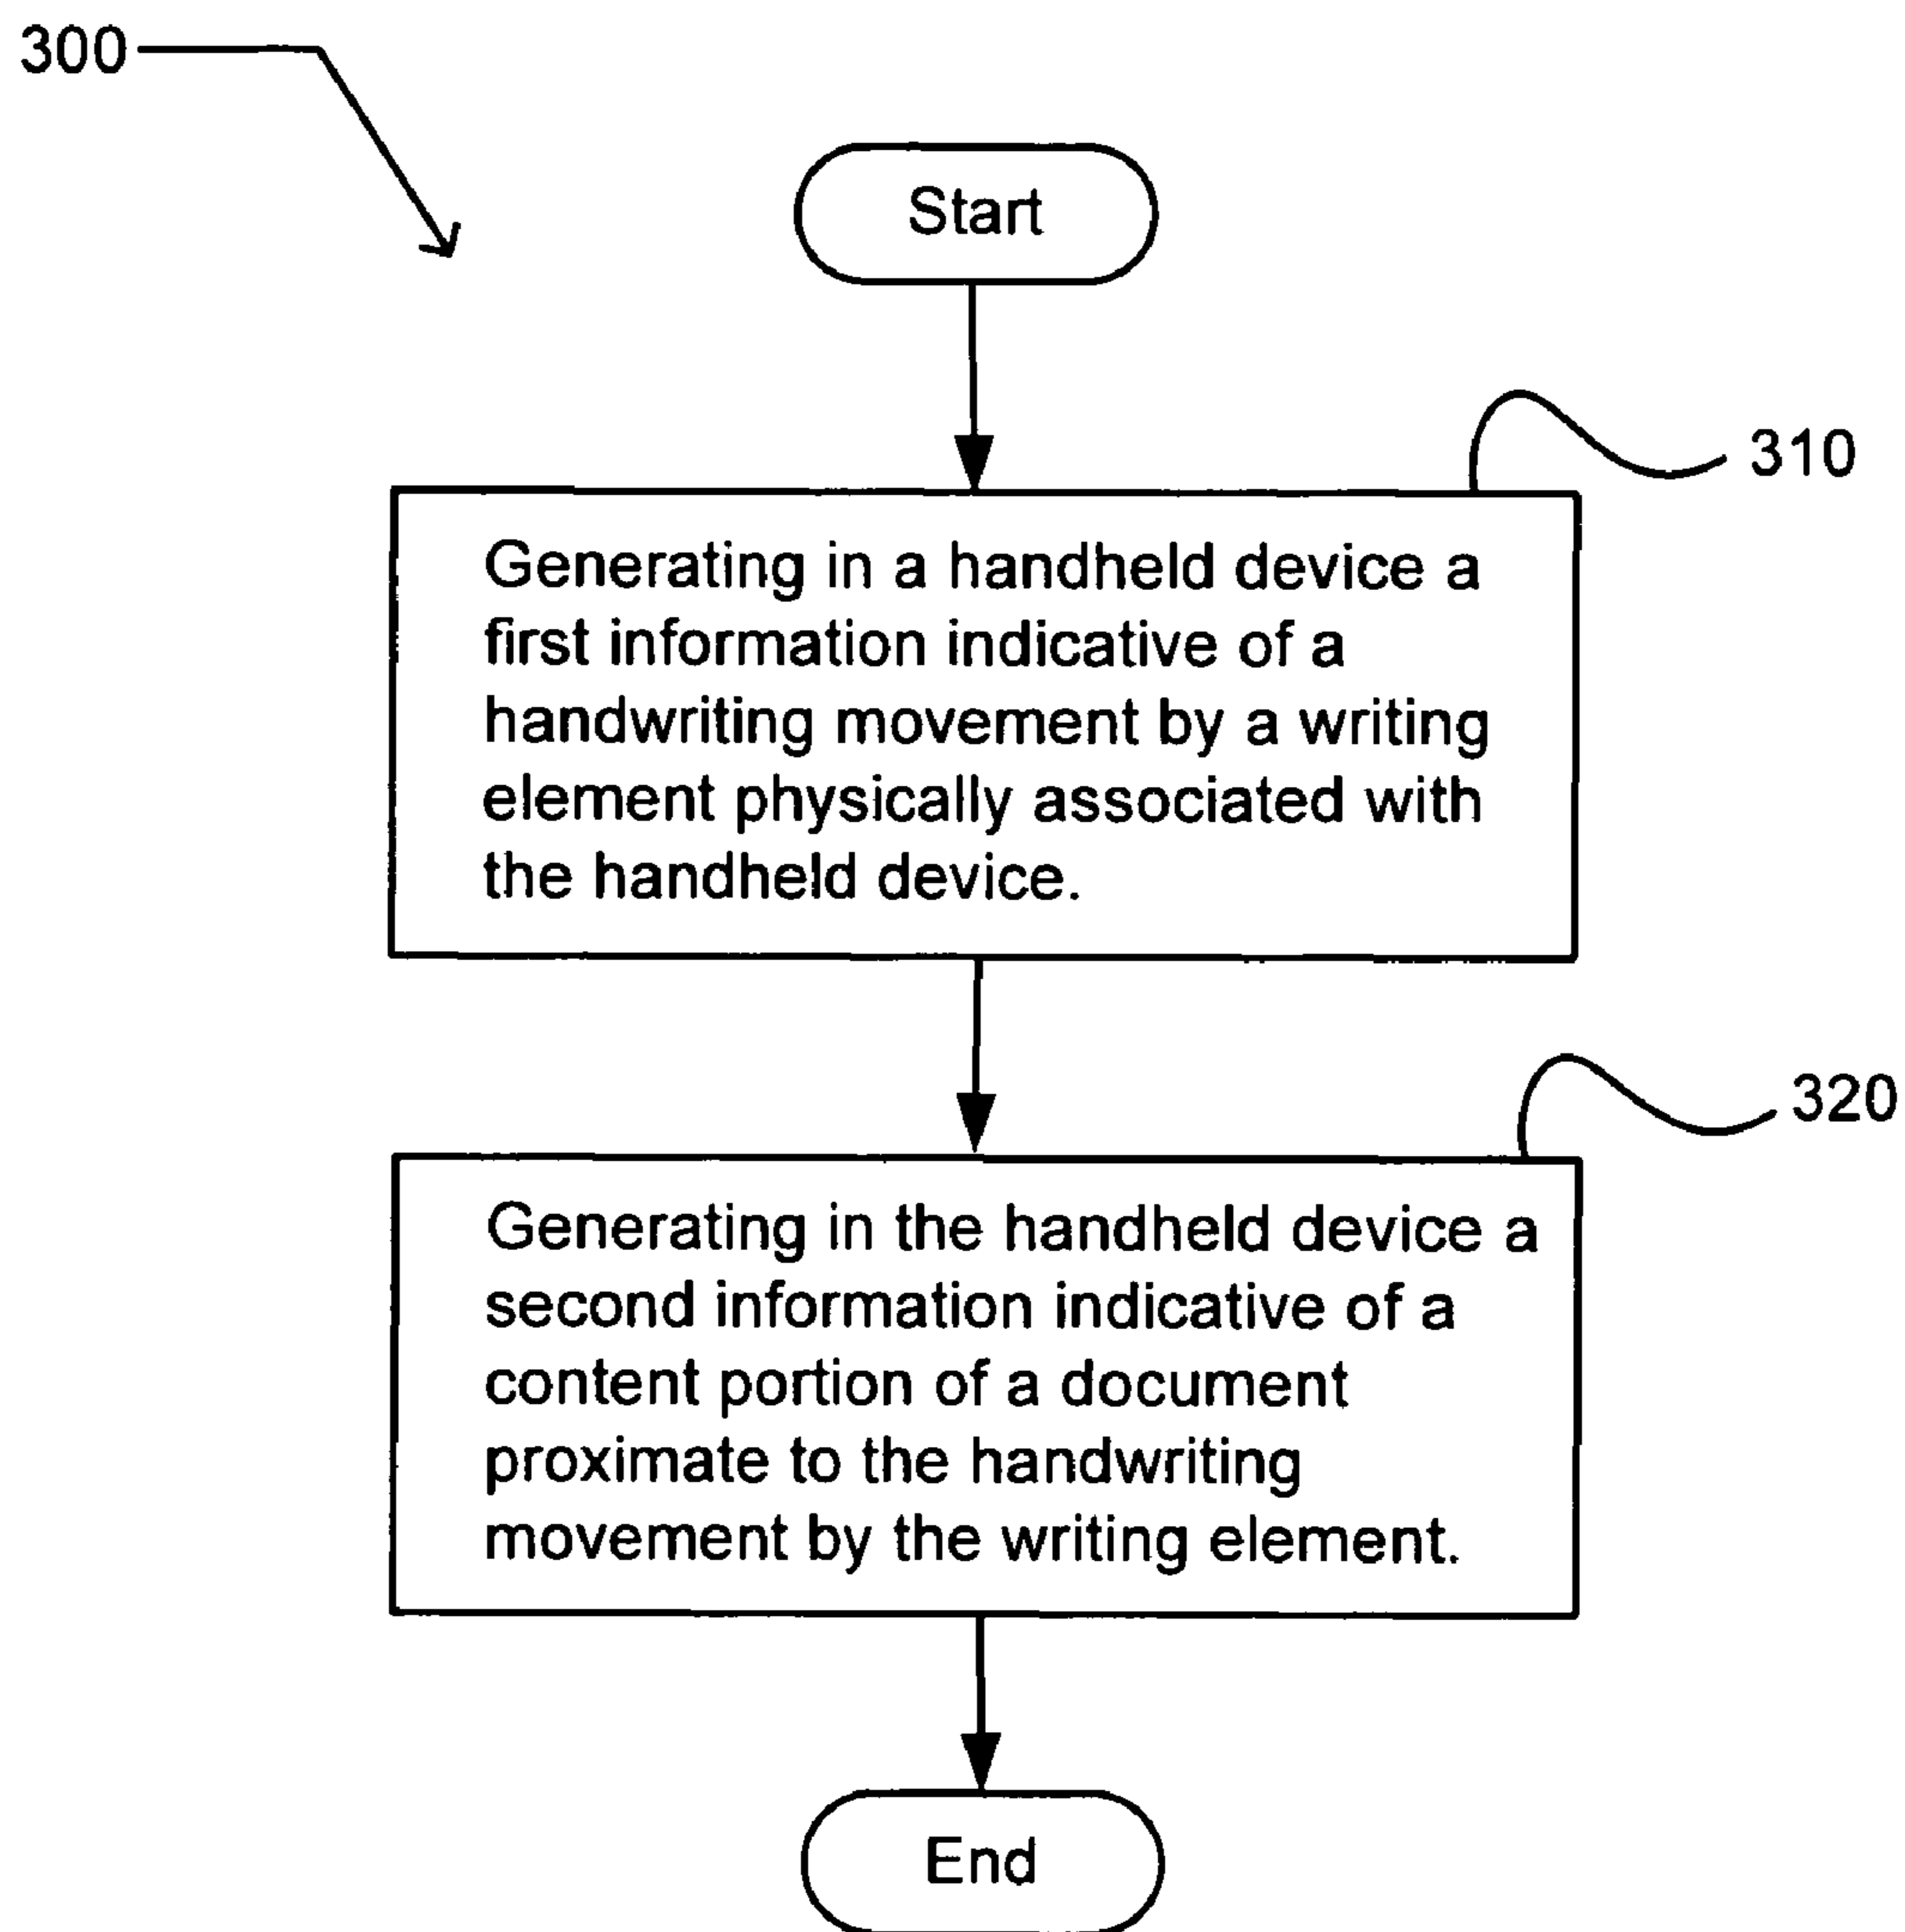 300
Start
310
Generating in a handheld device a
first information indicative of a
handwriting movement by a writing
element physically associated with
the handheld device.
320
Generating in the handheld device a
second information indicative of a
content portion of a document
proximate to the handwriting
movement by the writing element.
End